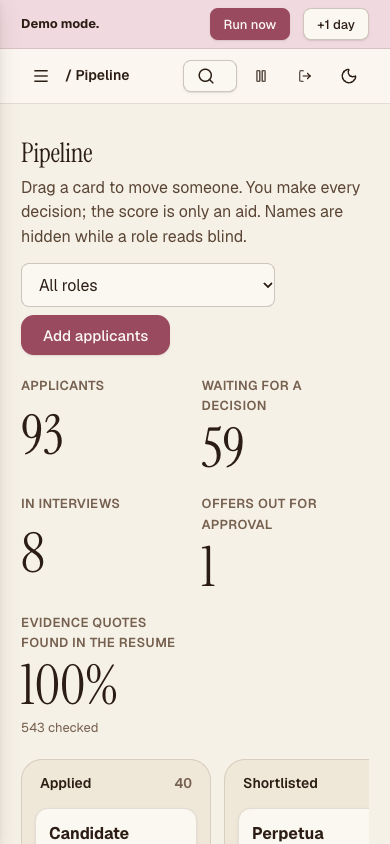 Demo mode.
Run now
+1 day
/ Pipeline
Pipeline
Drag a card to move someone. You make every
decision; the score is only an aid. Names are
hidden while a role reads blind.
All roles
Add applicants
APPLICANTS
93
WAITING FOR A
DECISION
59
IN INTERVIEWS
8
OFFERS OUT FOR
APPROVAL
1
EVIDENCE QUOTES
FOUND IN THE RESUME
100%
543 checked
Applied
40
Shortlisted
Candidate
Perpetua